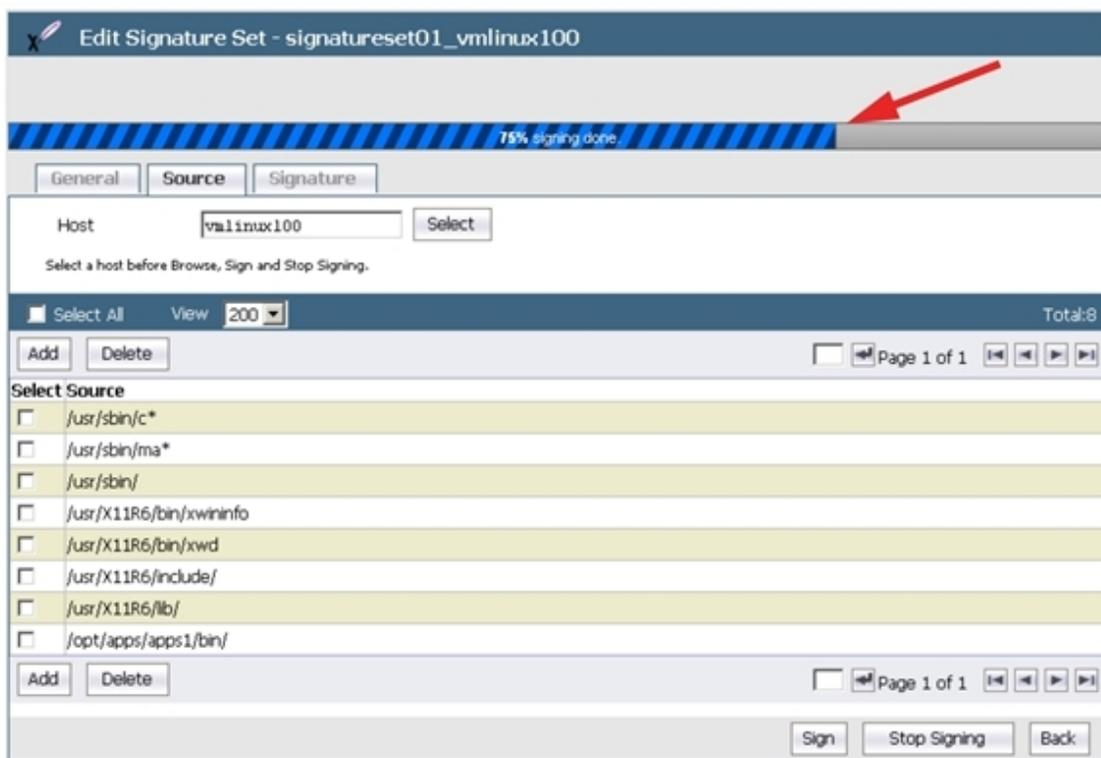 Edit Signature Set - signatureset01_vmlinux100
75% signing done.
General Source Signature
Host vmlinux100 Select
Select a host before Browse, Sign and Stop Signing.
Select All View 200 Total:8
Add Delete Page 1 of 1
Select Source
/usr/sbin/c*
/usr/sbin/ma*
/usr/sbin/
/usr/X11R6/bin/xwininfo
/usr/X11R6/bin/xwd
/usr/X11R6/include/
/usr/X11R6/lib/
/opt/apps/apps1/bin/
Add Delete Page 1 of 1
Sign Stop Signing Back